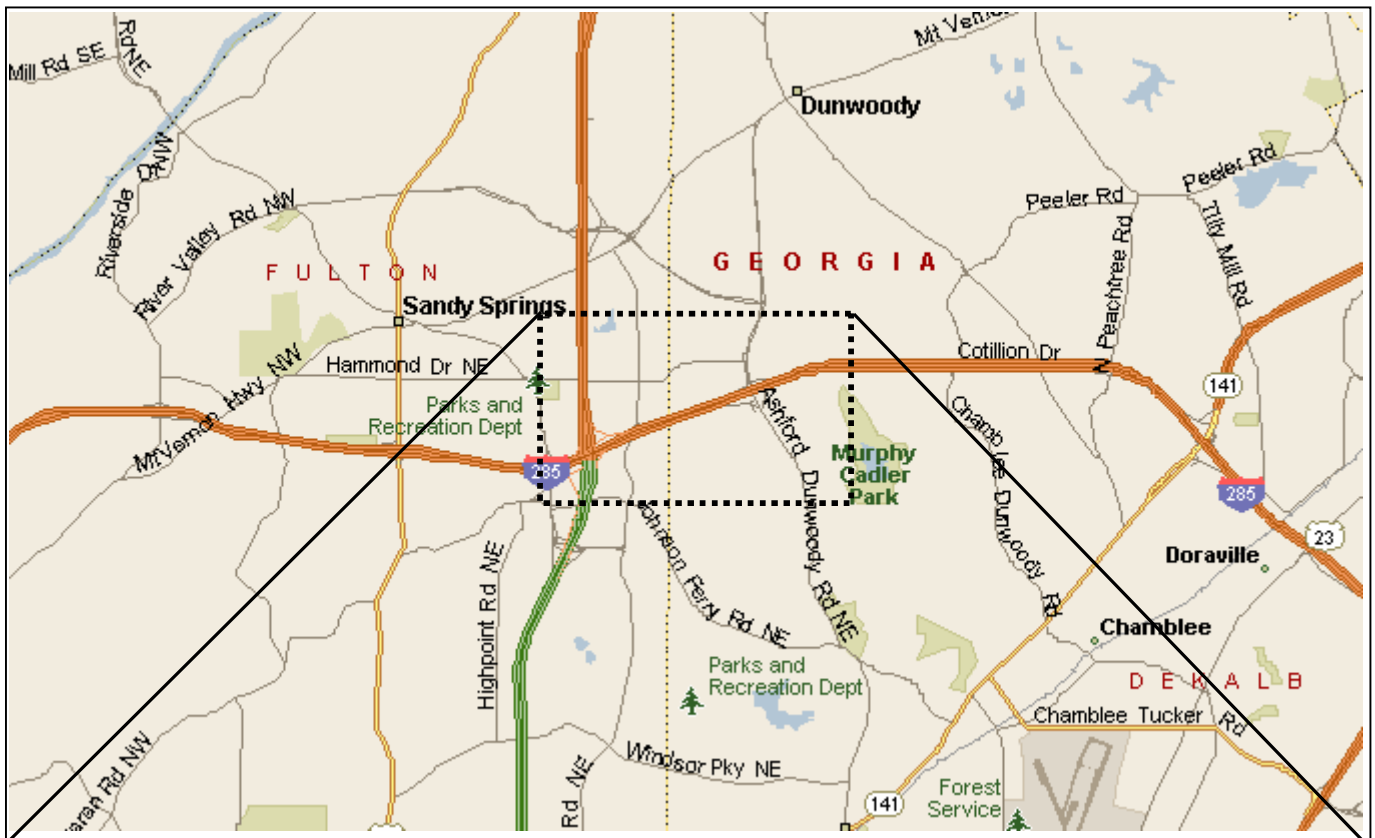 Mt Vernon
Rd NE
Mill Rd SE
Dunwoody
Riverside Dr NW
River Valley Rd NW
Peeler Rd
Peeler Rd
Tilly Mill Rd
N Peachtree Rd
GEORGIA
FULTON
Sandy Springs
Cotillion Dr
Hammond Dr NE
141
Mt Vernon Hwy NW
Parks and
Recreation Dept
Ashford Dunwoody Rd NE
Chamblee Dunwoody Rd
Murphy
Cadler
Park
285
285
23
Johnson Ferry Rd NE
Highpoint Rd NE
Doraville
Chamblee
Parks and
Recreation Dept
DEKALB
Chamblee Tucker Rd
Windsor Pky NE
Rd NW
Rd NE
141
Forest
Service